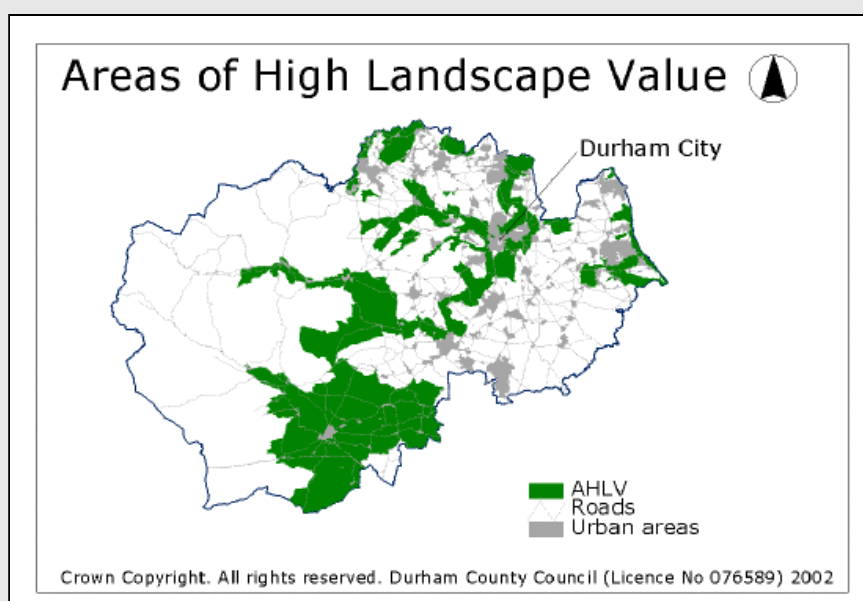 Areas of High Landscape Value
Durham City
AHLV
Roads
Urban areas
Crown Copyright. All rights reserved. Durham County Council (Licence No 076589) 2002